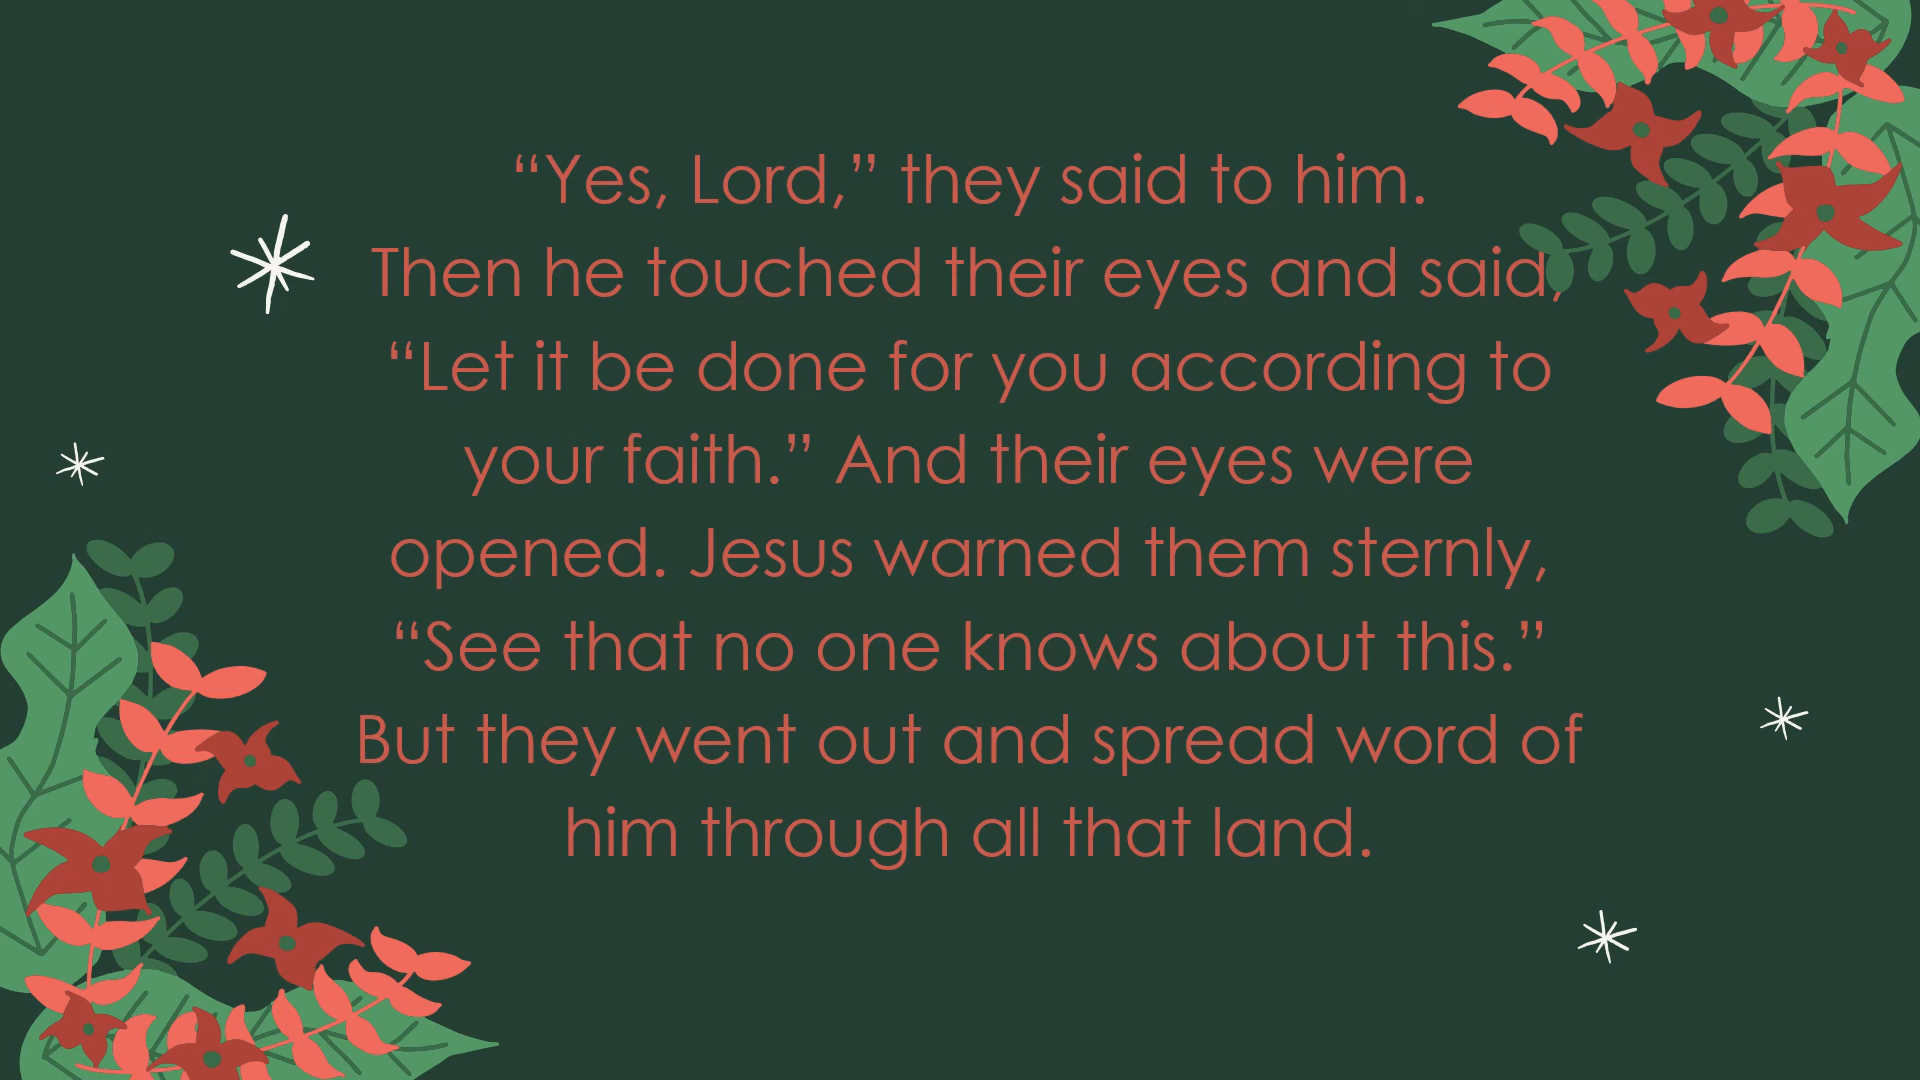 “Yes, Lord,” they said to him.
Then he touched their eyes and said,
“Let it be done for you according to
your faith.” And their eyes were
opened. Jesus warned them sternly,
“See that no one knows about this.”
But they went out and spread word of
him through all that land.